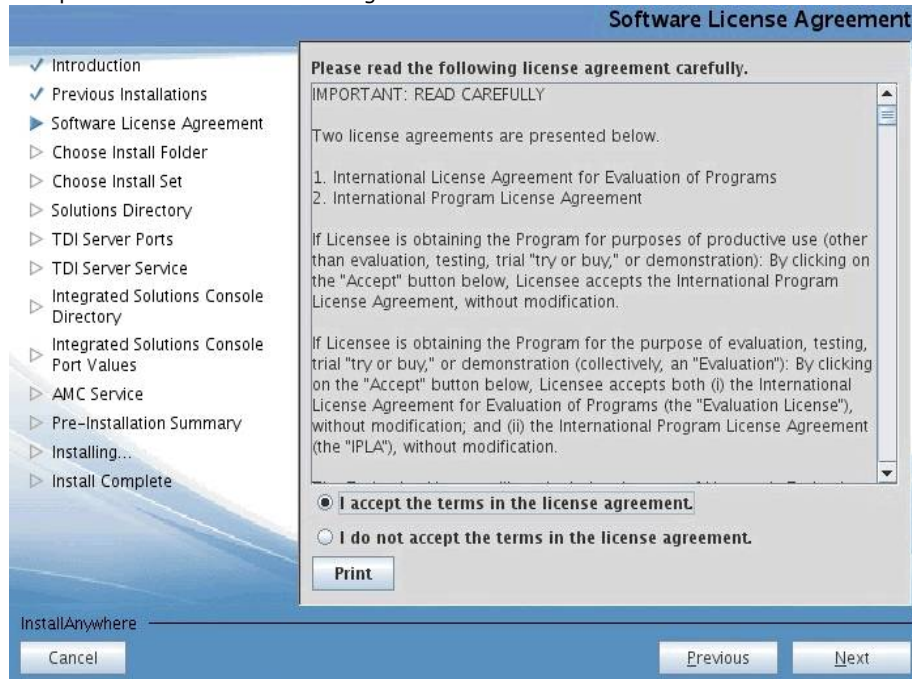 Software License Agreement
Introduction
Previous Installations
Software License Agreement
Choose Install Folder
Choose Install Set
Solutions Directory
TDI Server Ports
TDI Server Service
Integrated Solutions Console
Directory
Integrated Solutions Console
Port Values
AMC Service
Pre-Installation Summary
Installing...
Install Complete
Please read the following license agreement carefully.
IMPORTANT: READ CAREFULLY
Two license agreements are presented below.
1. International License Agreement for Evaluation of Programs
2. International Program License Agreement
If Licensee is obtaining the Program for purposes of productive use (other
than evaluation, testing, trial "try or buy," or demonstration): By clicking on
the "Accept" button below, Licensee accepts the International Program
License Agreement, without modification.
If Licensee is obtaining the Program for the purpose of evaluation, testing,
trial "try or buy," or demonstration (collectively, an "Evaluation"): By clicking
on the "Accept" button below, Licensee accepts both (i) the International
License Agreement for Evaluation of Programs (the "Evaluation License"),
without modification; and (ii) the International Program License Agreement
(the "IPLA"), without modification.
I accept the terms in the license agreement.
I do not accept the terms in the license agreement.
Print
InstallAnywhere
Cancel
Previous
Next